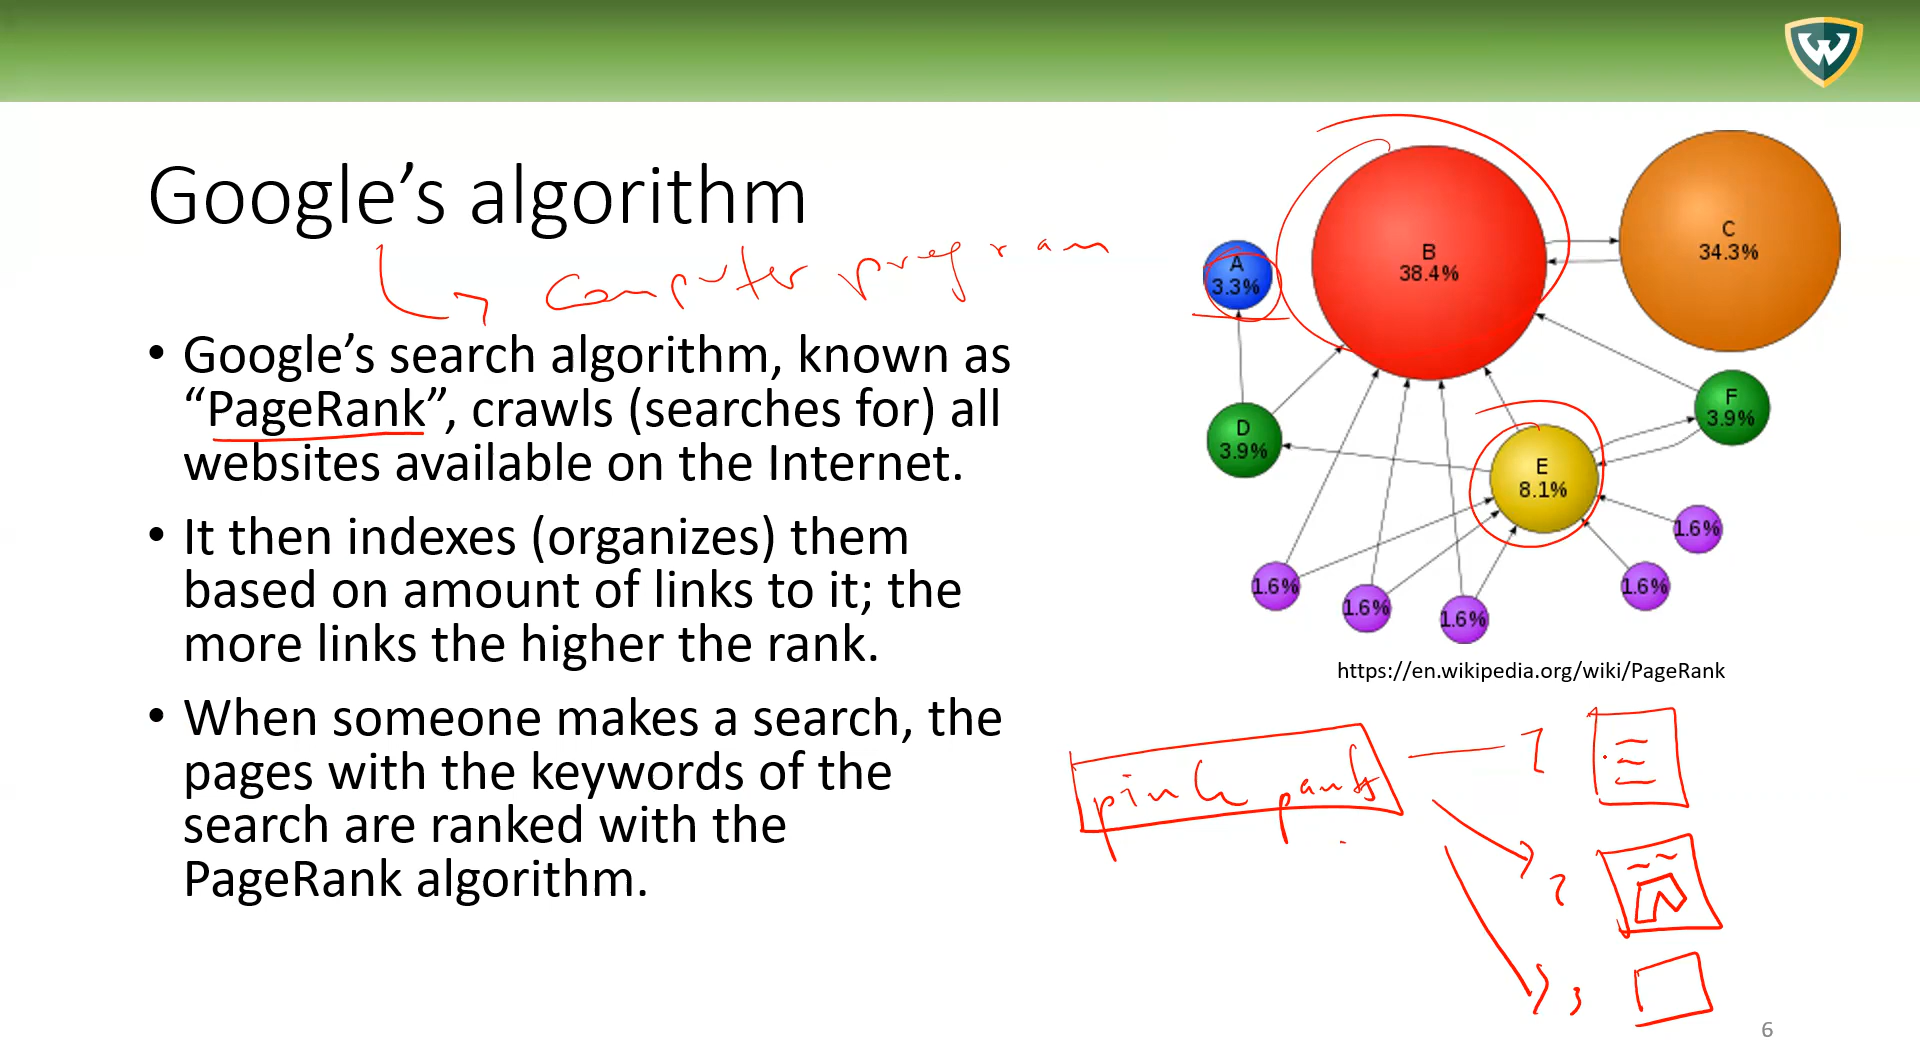 W
Google’s algorithm
computer program
• Google’s search algorithm, known as
“PageRank”, crawls (searches for) all
websites available on the Internet.
• It then indexes (organizes) them
based on amount of links to it; the
more links the higher the rank.
• When someone makes a search, the
pages with the keywords of the
search are ranked with the
PageRank algorithm.
A
3.3%
B
38.4%
C
34.3%
D
3.9%
E
8.1%
F
3.9%
1.6%
1.6%
1.6%
1.6%
1.6%
https://en.wikipedia.org/wiki/PageRank
pink pants
1
2
3
6